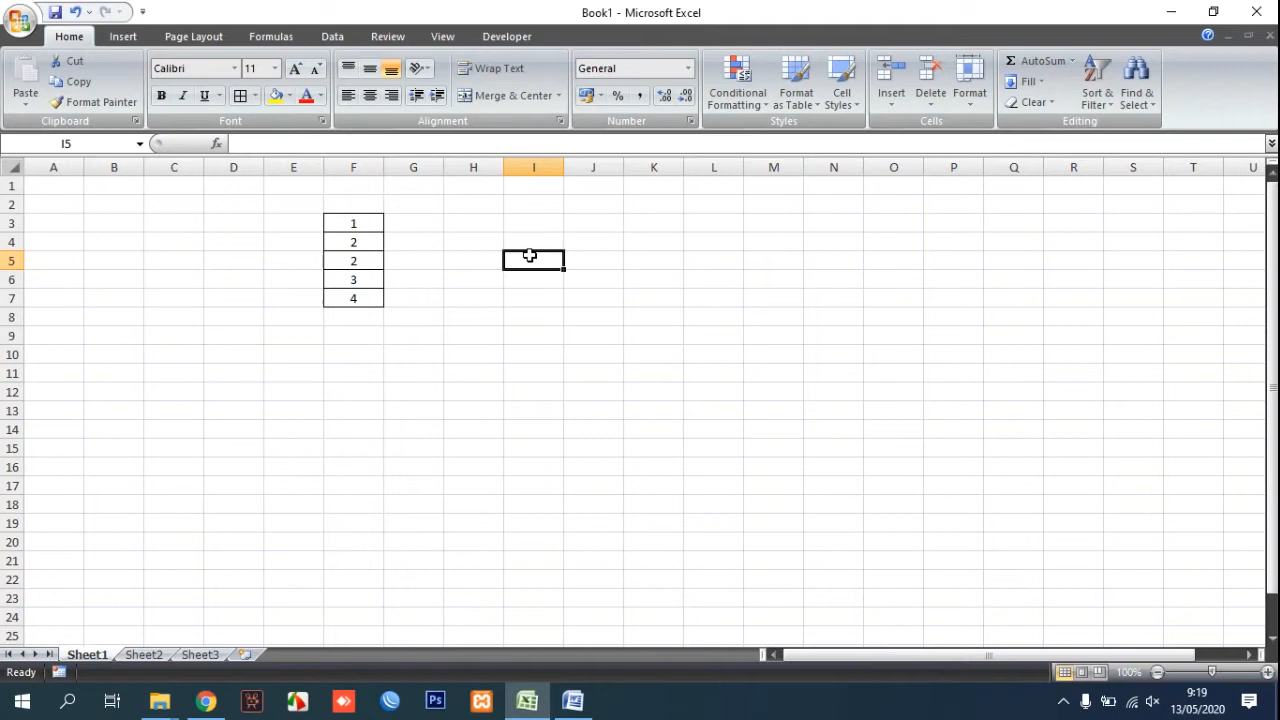 Book1 - Microsoft Excel
Home Insert Page Layout Formulas Data Review View Developer
Paste
Cut
Copy
Format Painter
Clipboard
Calibri 11
B I U A
Font
Wrap Text
Merge & Center
Alignment
General
% ,
Number
Conditional Formatting
Format as Table
Cell Styles
Styles
Insert Delete Format
Cells
Σ AutoSum
Fill
Clear
Sort & Filter
Find & Select
Editing
I5 fx
A B C D E F G H I J K L M N O P Q R S T U
1
2
3 1
4 2
5 2
6 3
7 4
8
9
10
11
12
13
14
15
16
17
18
19
20
21
22
23
24
25
Sheet1 Sheet2 Sheet3
Ready 100%
Ps
9:19
13/05/2020